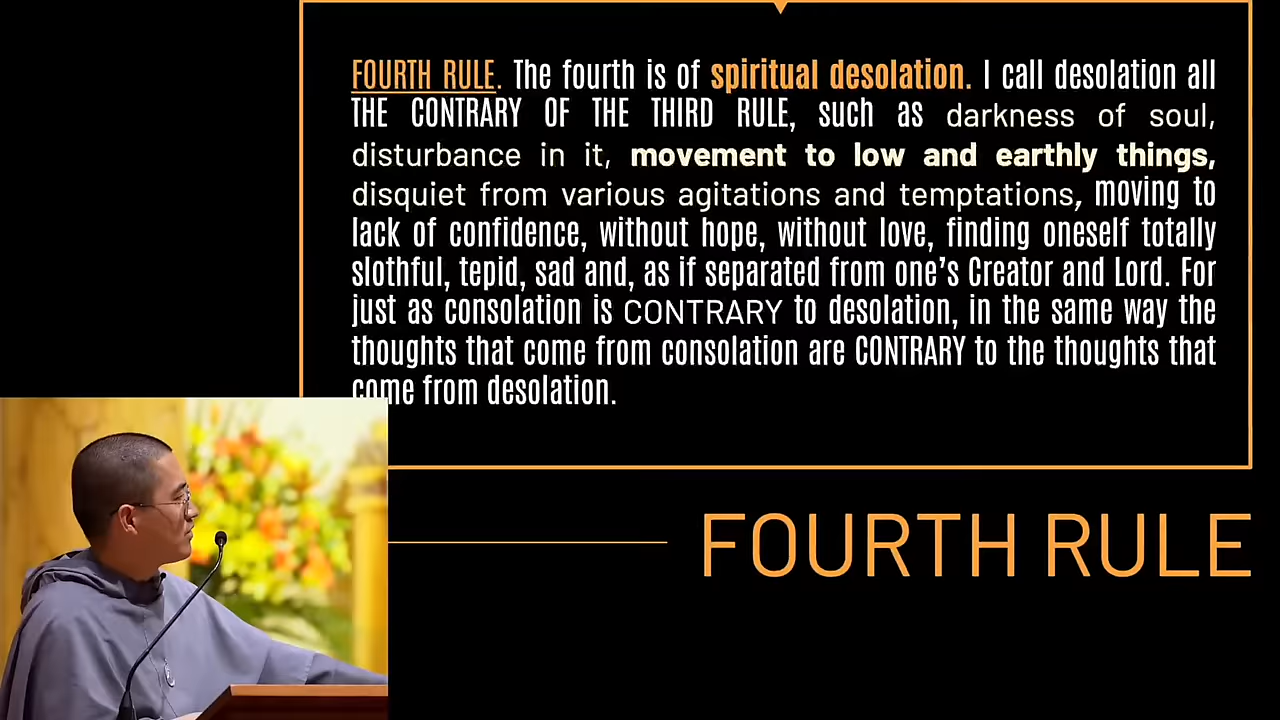 FOURTH RULE. The fourth is of spiritual desolation. I call desolation all
THE CONTRARY OF THE THIRD RULE, such as darkness of soul,
disturbance in it, movement to low and earthly things,
disquiet from various agitations and temptations, moving to
lack of confidence, without hope, without love, finding oneself totally
slothful, tepid, sad and, as if separated from one’s Creator and Lord. For
just as consolation is CONTRARY to desolation, in the same way the
thoughts that come from consolation are CONTRARY to the thoughts that
come from desolation.
FOURTH RULE